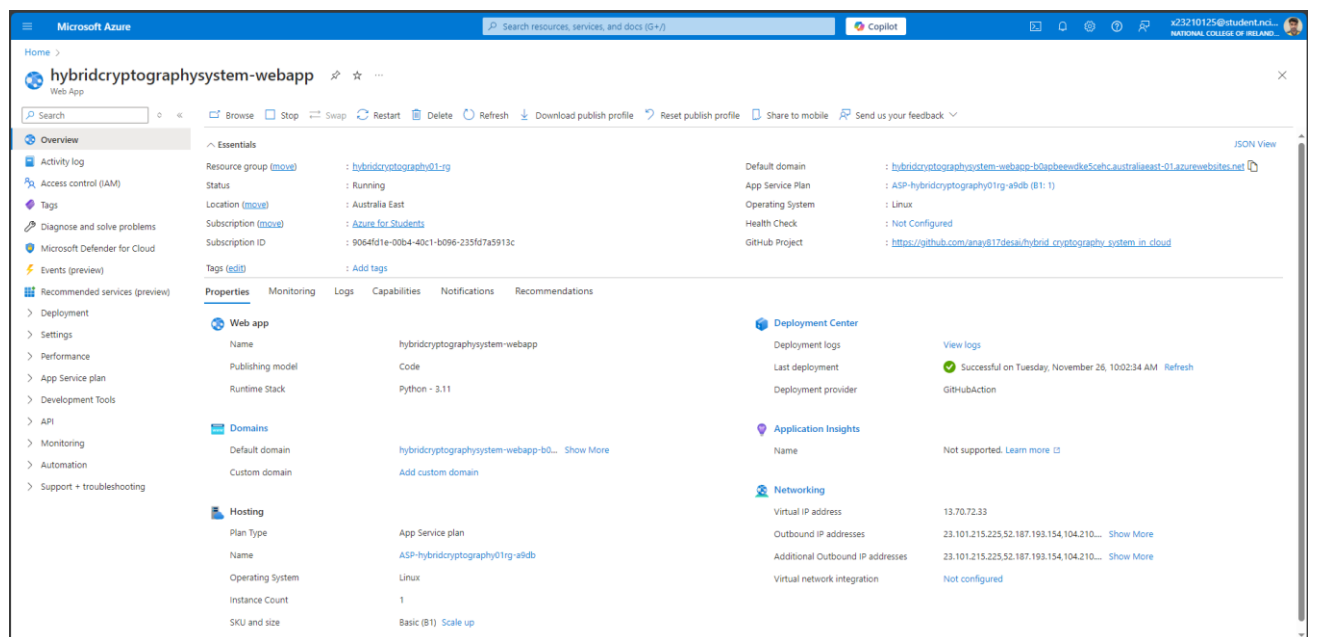 Microsoft Azure
Search resources, services, and docs (G+/)
Copilot
x23210125@student.nci...
NATIONAL COLLEGE OF IRELAND...
Home >
hybridcryptographysystem-webapp
Web App
Search
Browse Stop Swap Restart Delete Refresh Download publish profile Reset publish profile Share to mobile Send us your feedback
Overview
Activity log
Access control (IAM)
Tags
Diagnose and solve problems
Microsoft Defender for Cloud
Events (preview)
Recommended services (preview)
Deployment
Settings
Performance
App Service plan
Development Tools
API
Monitoring
Automation
Support + troubleshooting
Essentials
JSON View
Resource group (move) : hybridcryptography01-rg
Status : Running
Location (move) : Australia East
Subscription (move) : Azure for Students
Subscription ID : 9064fd1e-00b4-40c1-b096-235fd7a5913c
Tags (edit) : Add tags
Default domain : hybridcryptographysystem-webapp-b0apbeewdke5cehc.australiaeast-01.azurewebsites.net
App Service Plan : ASP-hybridcryptography01rg-a9db (B1: 1)
Operating System : Linux
Health Check : Not Configured
GitHub Project : https://github.com/anay817desai/hybrid_cryptography_system_in_cloud
Properties Monitoring Logs Capabilities Notifications Recommendations
Web app
Name hybridcryptographysystem-webapp
Publishing model Code
Runtime Stack Python - 3.11
Domains
Default domain hybridcryptographysystem-webapp-b0... Show More
Custom domain Add custom domain
Hosting
Plan Type App Service plan
Name ASP-hybridcryptography01rg-a9db
Operating System Linux
Instance Count 1
SKU and size Basic (B1) Scale up
Deployment Center
Deployment logs View logs
Last deployment Successful on Tuesday, November 26, 10:02:34 AM Refresh
Deployment provider GitHubAction
Application Insights
Name Not supported. Learn more
Networking
Virtual IP address 13.70.72.33
Outbound IP addresses 23.101.215.225,52.187.193.154,104.210.... Show More
Additional Outbound IP addresses 23.101.215.225,52.187.193.154,104.210.... Show More
Virtual network integration Not configured